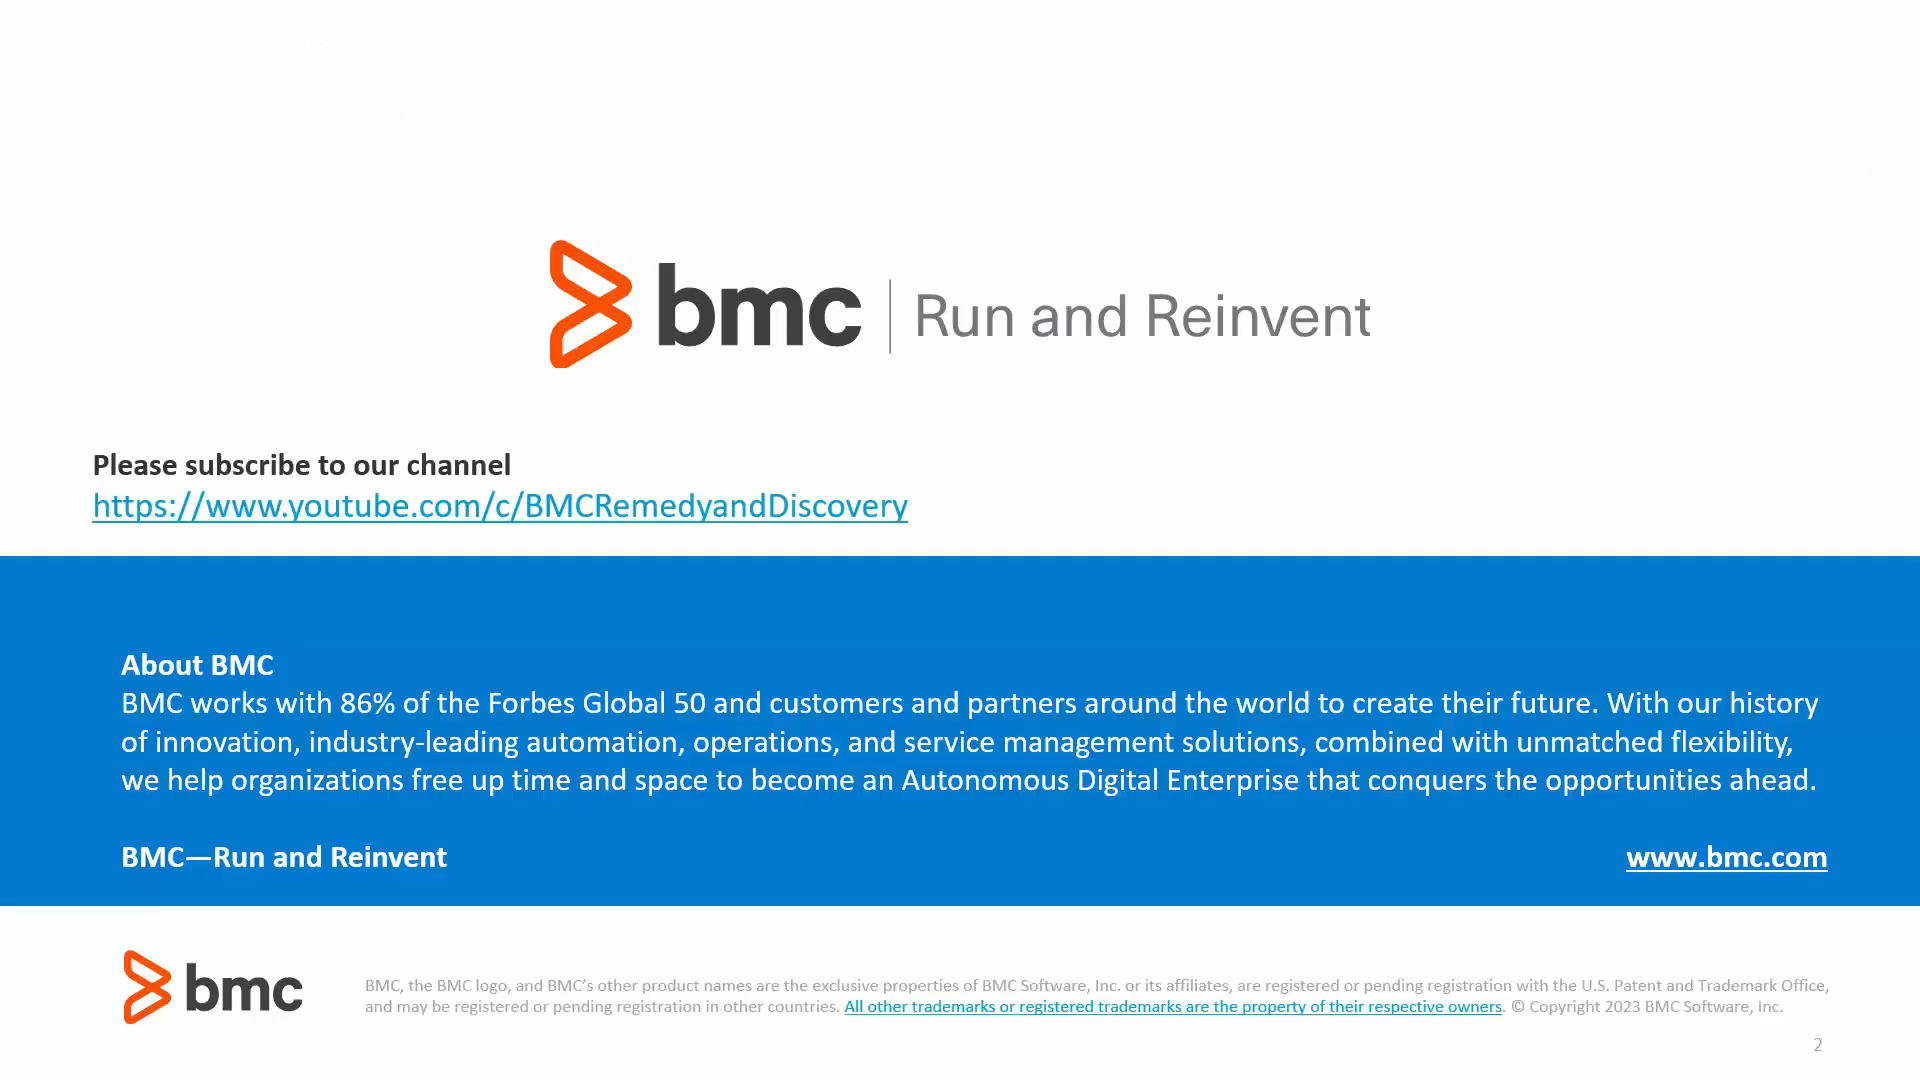 bmc | Run and Reinvent
Please subscribe to our channel
https://www.youtube.com/c/BMCRemedyandDiscovery
About BMC
BMC works with 86% of the Forbes Global 50 and customers and partners around the world to create their future. With our history
of innovation, industry-leading automation, operations, and service management solutions, combined with unmatched flexibility,
we help organizations free up time and space to become an Autonomous Digital Enterprise that conquers the opportunities ahead.
BMC—Run and Reinvent
www.bmc.com
bmc
BMC, the BMC logo, and BMC’s other product names are the exclusive properties of BMC Software, Inc. or its affiliates, are registered or pending registration with the U.S. Patent and Trademark Office,
and may be registered or pending registration in other countries. All other trademarks or registered trademarks are the property of their respective owners. © Copyright 2023 BMC Software, Inc.
2